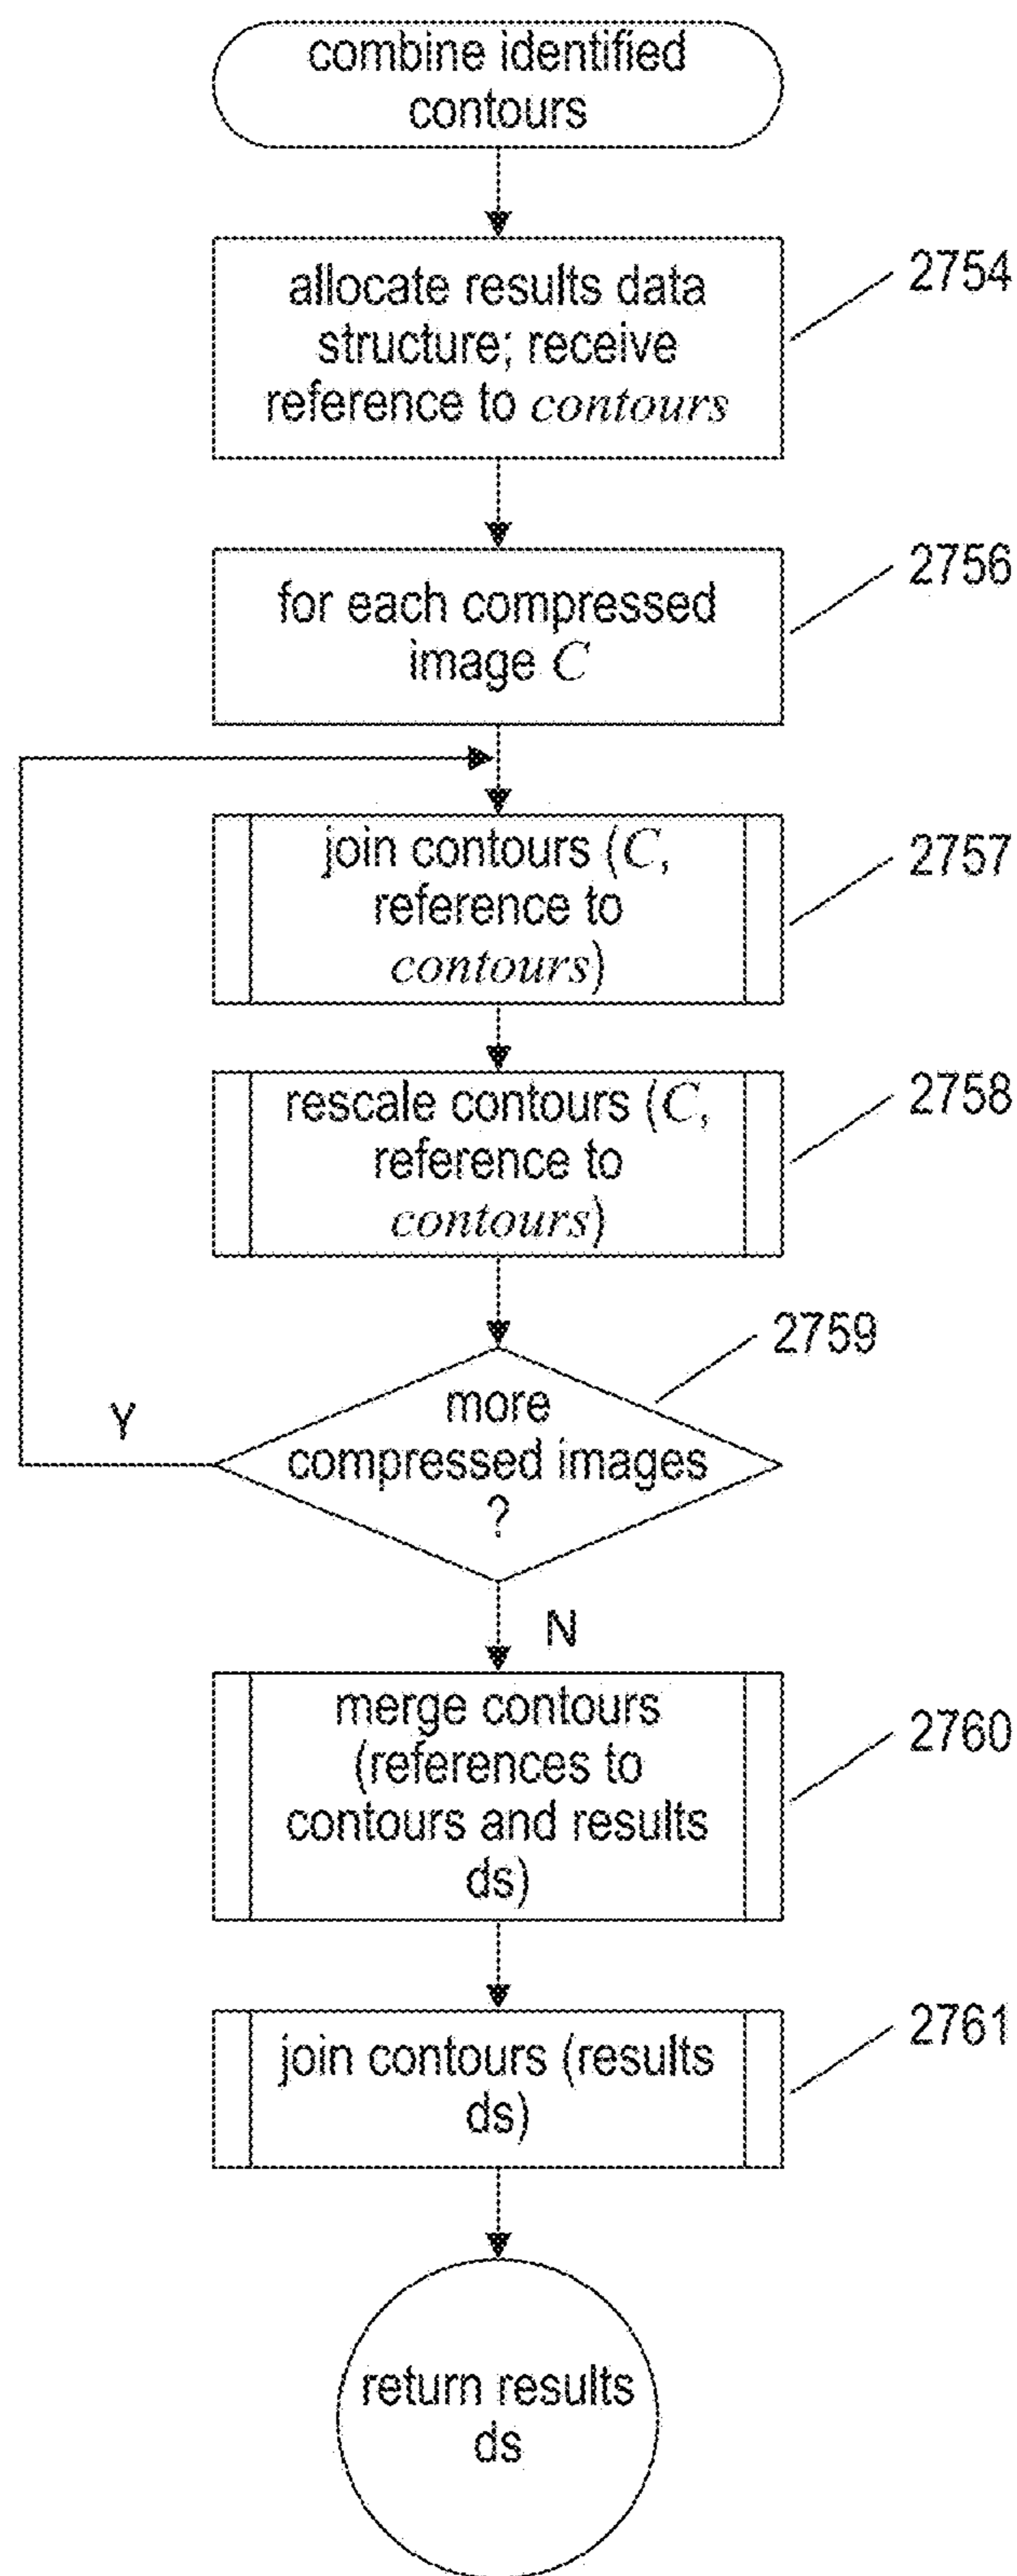 combine identified
contours
allocate results data
structure; receive
reference to contours
2754
for each compressed
image C
2756
join contours (C,
reference to
contours)
2757
rescale contours (C,
reference to
contours)
2758
more
compressed images
?
2759
Y
N
merge contours
(references to
contours and results
ds)
2760
join contours (results
ds)
2761
return results
ds